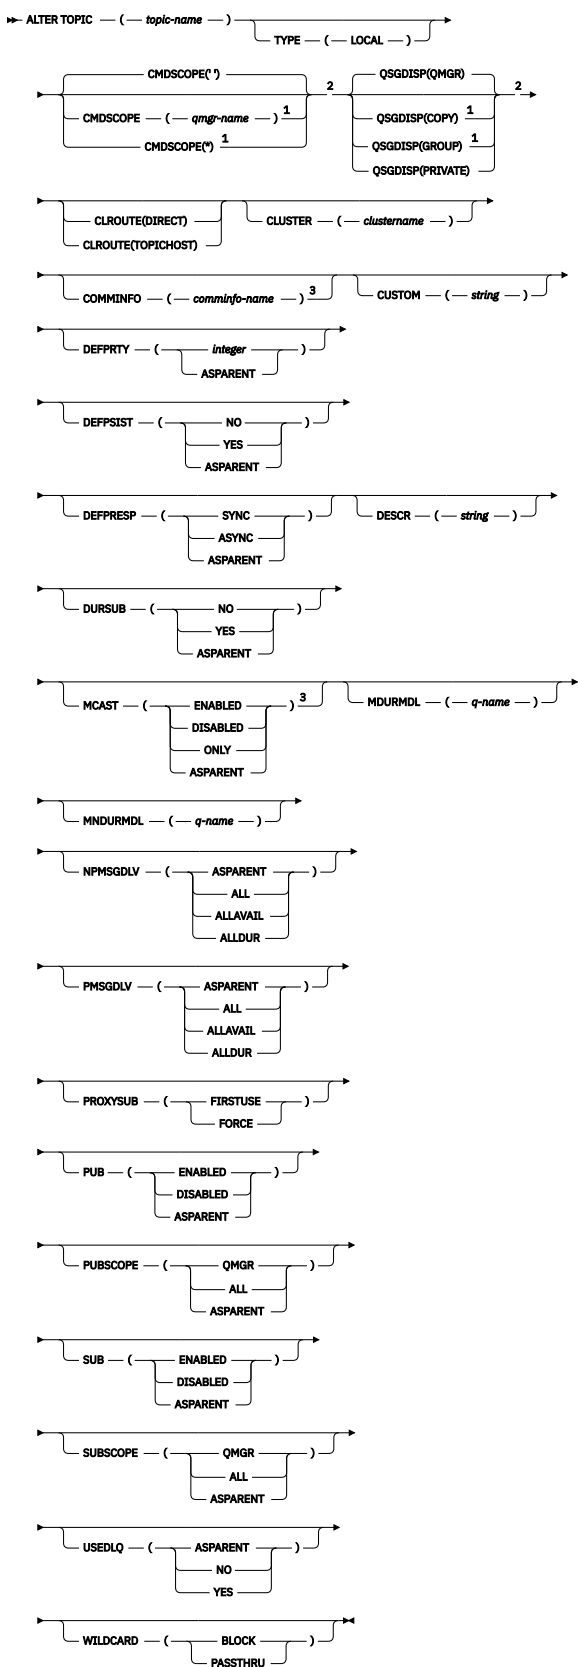 ALTER TOPIC ( topic-name )
TYPE ( LOCAL )
CMDSCOPE(' ')
CMDSCOPE ( qmgr-name ) 1
CMDSCOPE(*) 1
2
QSGDISP(QMGR)
QSGDISP(COPY) 1
QSGDISP(GROUP) 1
QSGDISP(PRIVATE)
2
CLROUTE(DIRECT)
CLROUTE(TOPICHOST)
CLUSTER ( clustername )
COMMINFO ( comminfo-name ) 3
CUSTOM ( string )
DEFPRTY ( integer )
ASPARENT
DEFPSIST ( NO )
YES
ASPARENT
DEFPRESP ( SYNC )
ASYNC
ASPARENT
DESCR ( string )
DURSUB ( NO )
YES
ASPARENT
MCAST ( ENABLED ) 3
DISABLED
ONLY
ASPARENT
MDURMDL ( q-name )
MNDURMDL ( q-name )
NPMSGDLV ( ASPARENT )
ALL
ALLAVAIL
ALLDUR
PMSGDLV ( ASPARENT )
ALL
ALLAVAIL
ALLDUR
PROXYSUB ( FIRSTUSE )
FORCE
PUB ( ENABLED )
DISABLED
ASPARENT
PUBSCOPE ( QMGR )
ALL
ASPARENT
SUB ( ENABLED )
DISABLED
ASPARENT
SUBSCOPE ( QMGR )
ALL
ASPARENT
USEDLQ ( ASPARENT )
NO
YES
WILDCARD ( BLOCK )
PASSTHRU